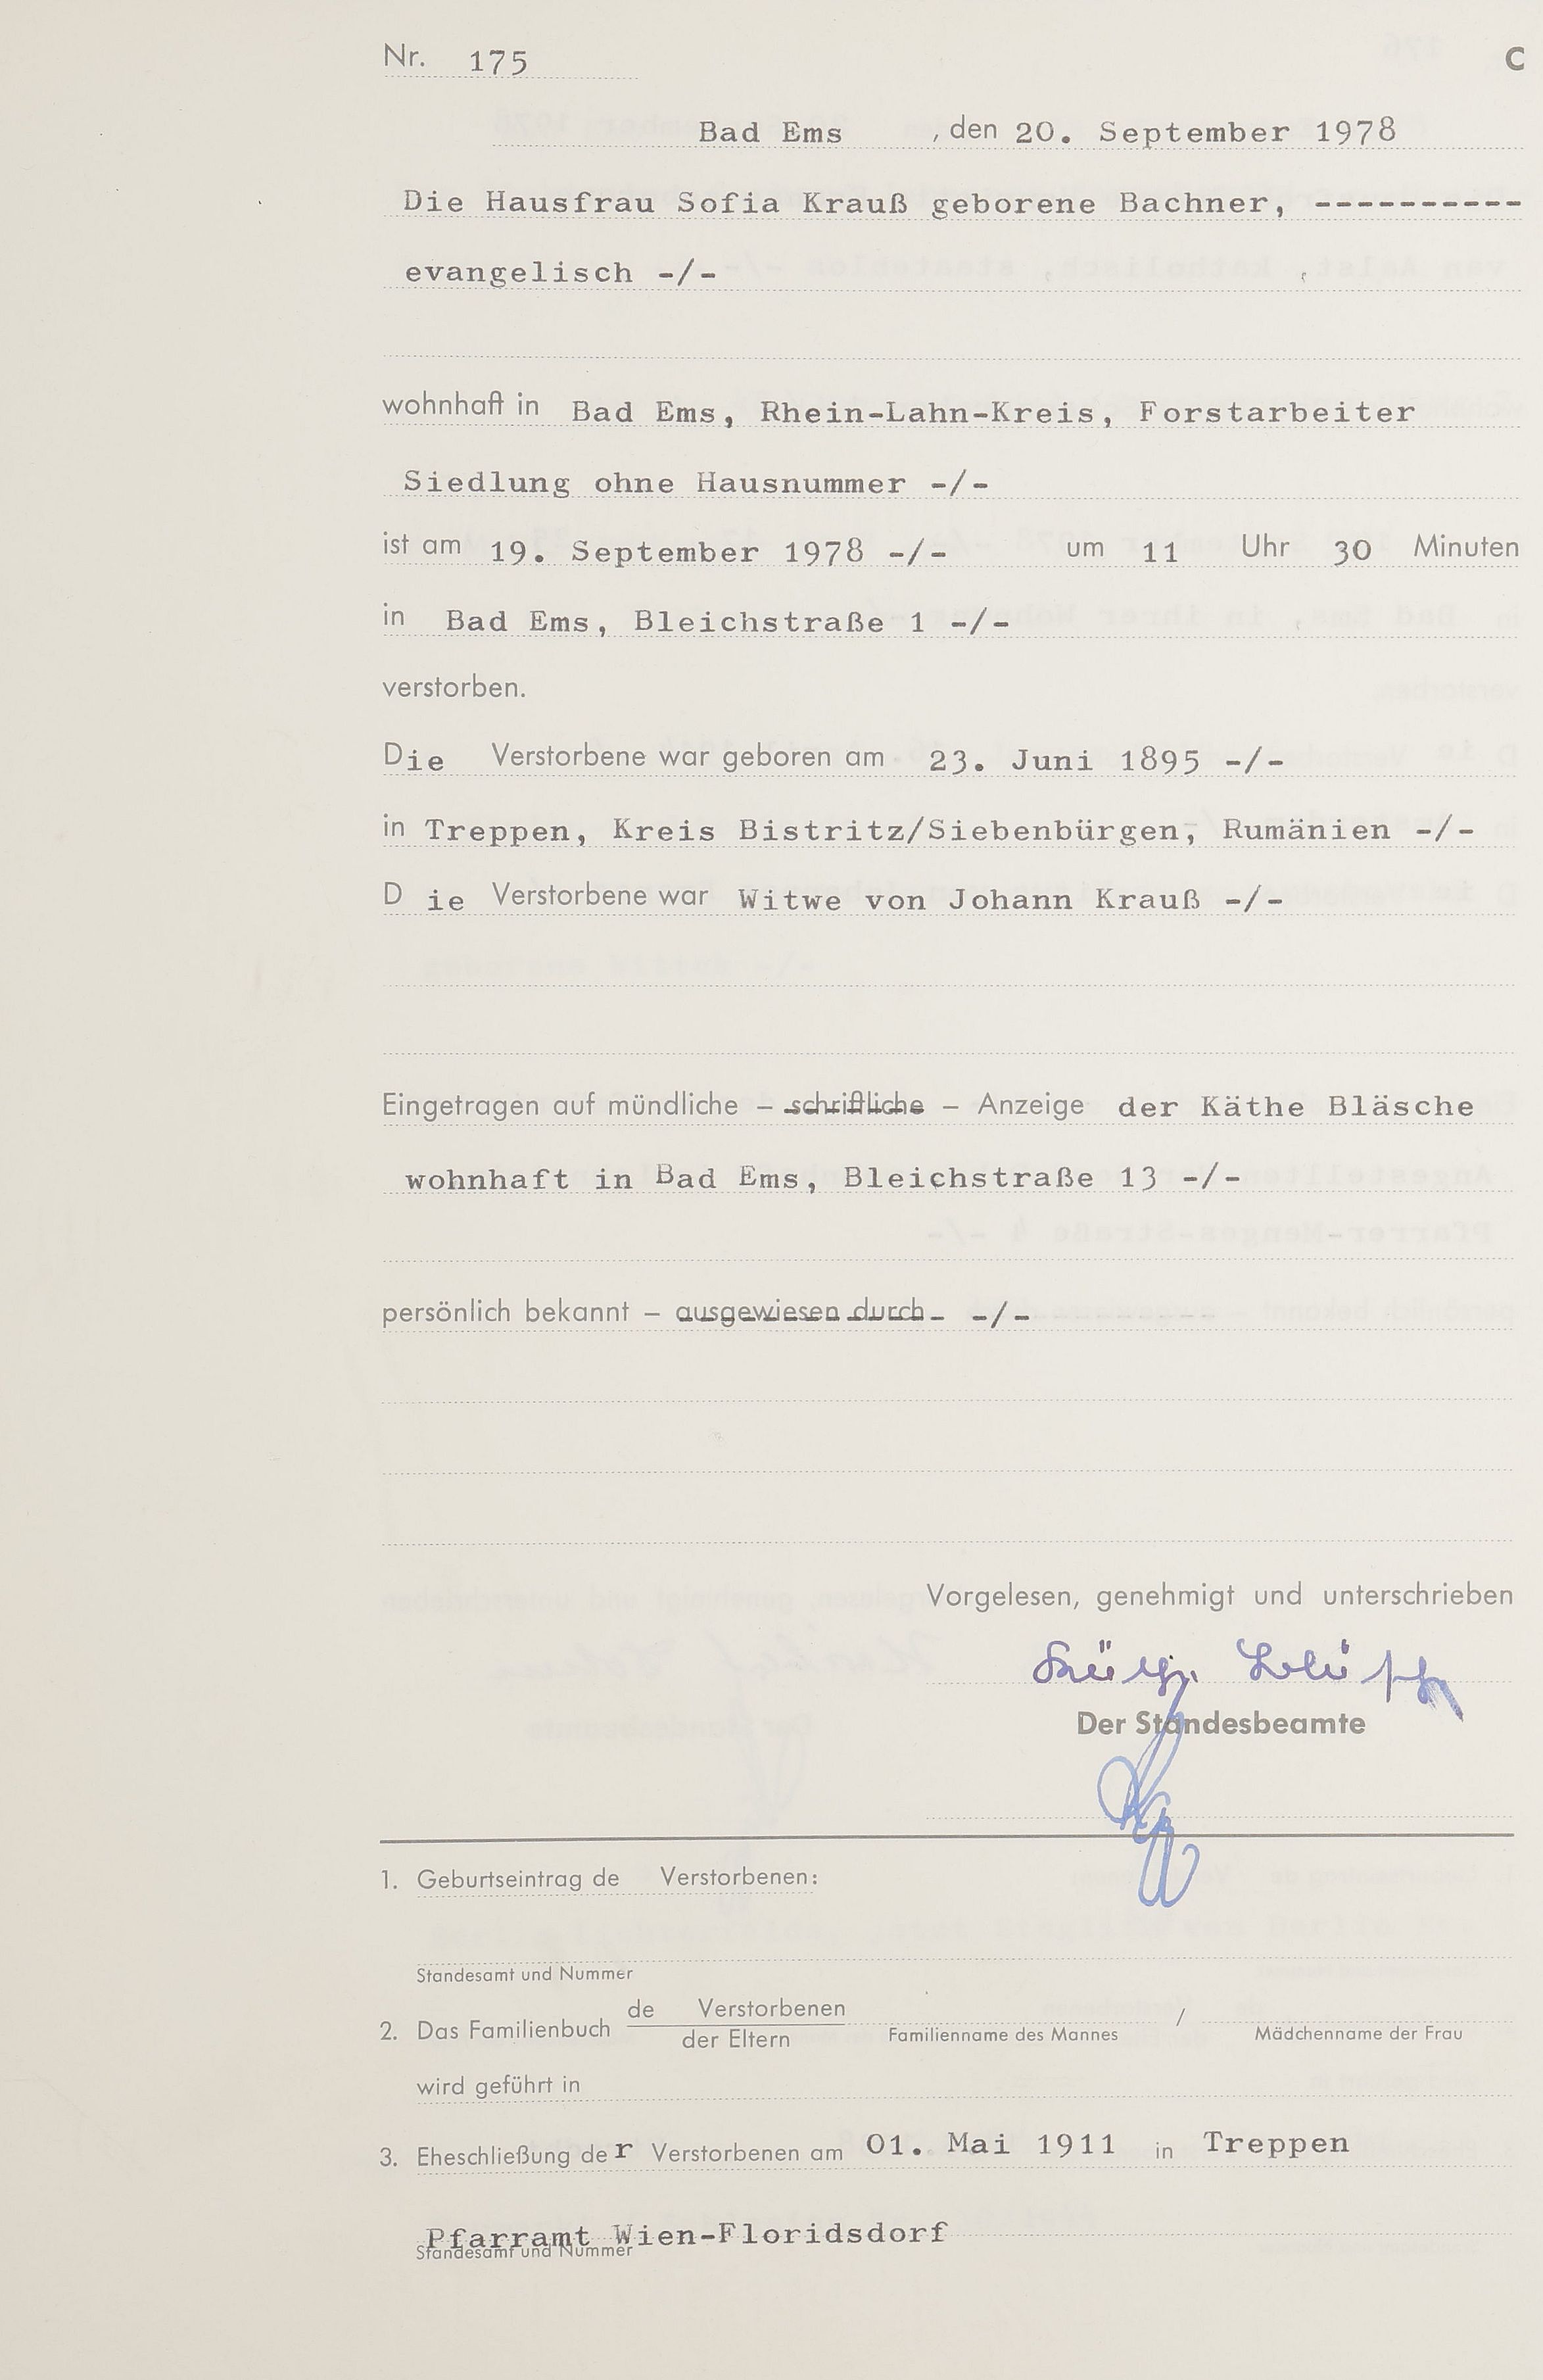 Nr. 175 C
Bad Ems , den 20. September 1978
Die Hausfrau Sofia Krauß geborene Bachner, ----------
evangelisch -/-
wohnhaft in Bad Ems, Rhein-Lahn-Kreis, Forstarbeiter
Siedlung ohne Hausnummer -/-
ist am 19. September 1978 -/- um 11 Uhr 30 Minuten
in Bad Ems, Bleichstraße 1 -/-
verstorben.
Die Verstorbene war geboren am 23. Juni 1895 -/-
in Treppen, Kreis Bistritz/Siebenbürgen, Rumänien -/-
Die Verstorbene war Witwe von Johann Krauß -/-
Eingetragen auf mündliche – schriftliche – Anzeige der Käthe Bläsche
wohnhaft in Bad Ems, Bleichstraße 13 -/-
persönlich bekannt – ausgewiesen durch -/-
Vorgelesen, genehmigt und unterschrieben
Der Standesbeamte
1. Geburtseintrag de Verstorbenen:
Standesamt und Nummer
2. Das Familienbuch de Verstorbenen / der Eltern
Familienname des Mannes / Mädchenname der Frau
wird geführt in
3. Eheschließung der Verstorbenen am 01. Mai 1911 in Treppen
Pfarramt Wien-Floridsdorf
Standesamt und Nummer